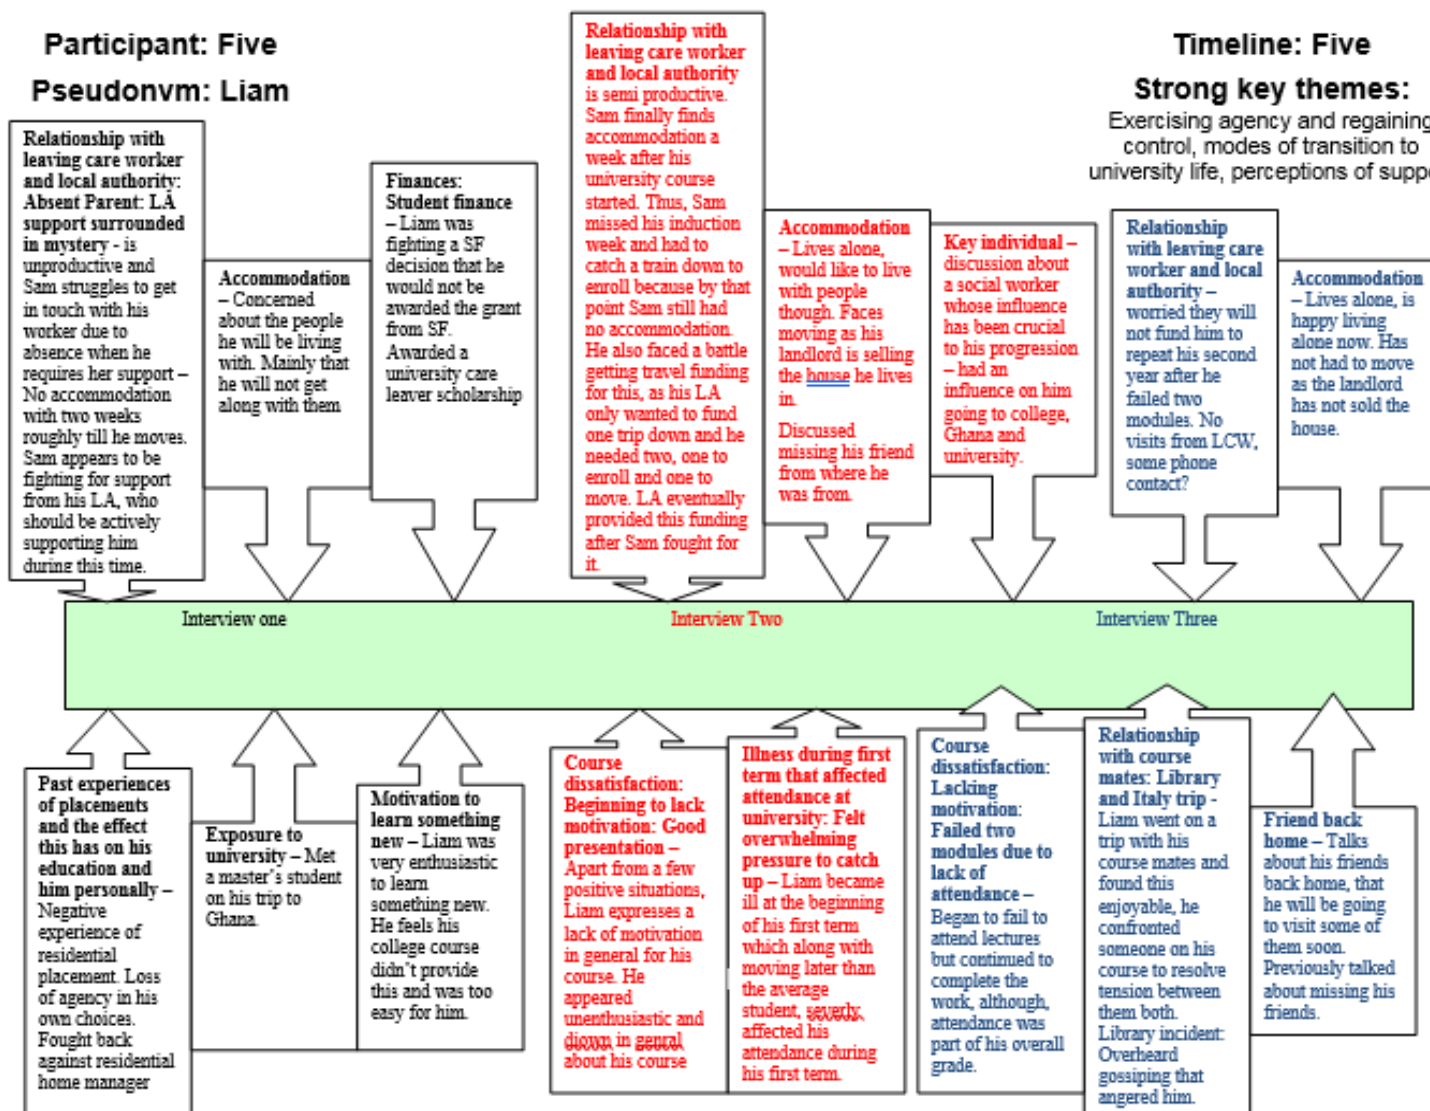 Participant: Five
Pseudonvm: Liam
Timeline: Five
Strong key themes:
Exercising agency and regaining
control, modes of transition to
university life, perceptions of suppo
Relationship with
leaving care worker
and local authority:
Absent Parent: LA
support surrounded
in mystery - is
unproductive and
Sam struggles to get
in touch with his
worker due to
absence when he
requires her support –
No accommodation
with two weeks
roughly till he moves.
Sam appears to be
fighting for support
from his LA, who
should be actively
supporting him
during this time.
Accommodation
– Concerned
about the people
he will be living
with. Mainly that
he will not get
along with them
Finances:
Student finance
– Liam was
fighting a SF
decision that he
would not be
awarded the grant
from SF.
Awarded a
university care
leaver scholarship
Relationship with
leaving care worker
and local authority
is semi productive.
Sam finally finds
accommodation a
week after his
university course
started. Thus, Sam
missed his induction
week and had to
catch a train down to
enroll because by that
point Sam still had
no accommodation.
He also faced a battle
getting travel funding
for this, as his LA
only wanted to fund
one trip down and he
needed two, one to
enroll and one to
move. LA eventually
provided this funding
after Sam fought for
it.
Accommodation
– Lives alone,
would like to live
with people
though. Faces
moving as his
landlord is selling
the house he lives
in.
Discussed
missing his friend
from where he
was from.
Key individual –
discussion about
a social worker
whose influence
has been crucial
to his progression
– had an
influence on him
going to college,
Ghana and
university.
Relationship
with leaving care
worker and local
authority –
worried they will
not fund him to
repeat his second
year after he
failed two
modules. No
visits from LCW,
some phone
contact?
Accommodation
– Lives alone, is
happy living
alone now. Has
not had to move
as the landlord
has not sold the
house.
Interview one
Interview Two
Interview Three
Past experiences
of placements
and the effect
this has on his
education and
him personally –
Negative
experience of
residential
placement. Loss
of agency in his
own choices.
Fought back
against residential
home manager
Exposure to
university – Met
a master's student
on his trip to
Ghana.
Motivation to
learn something
new – Liam was
very enthusiastic
to learn
something new.
He feels his
college course
didn't provide
this and was too
easy for him.
Course
dissatisfaction:
Beginning to lack
motivation: Good
presentation –
Apart from a few
positive situations,
Liam expresses a
lack of motivation
in general for his
course. He
appeared
unenthusiastic and
diown in genral
about his course
Illness during first
term that affected
attendance at
university: Felt
overwhelming
pressure to catch
up – Liam became
ill at the beginning
of his first term
which along with
moving later than
the average
student, severly,
affected his
attendance during
his first term.
Course
dissatisfaction:
Lacking
motivation:
Failed two
modules due to
lack of
attendance –
Began to fail to
attend lectures
but continued to
complete the
work, although,
attendance was
part of his overall
grade.
Relationship
with course
mates: Library
and Italy trip -
Liam went on a
trip with his
course mates and
found this
enjoyable, he
confronted
someone on his
course to resolve
tension between
them both.
Library incident:
Overheard
gossiping that
angered him.
Friend back
home – Talks
about his friends
back home, that
he will be going
to visit some of
them soon.
Previously talked
about missing his
friends.